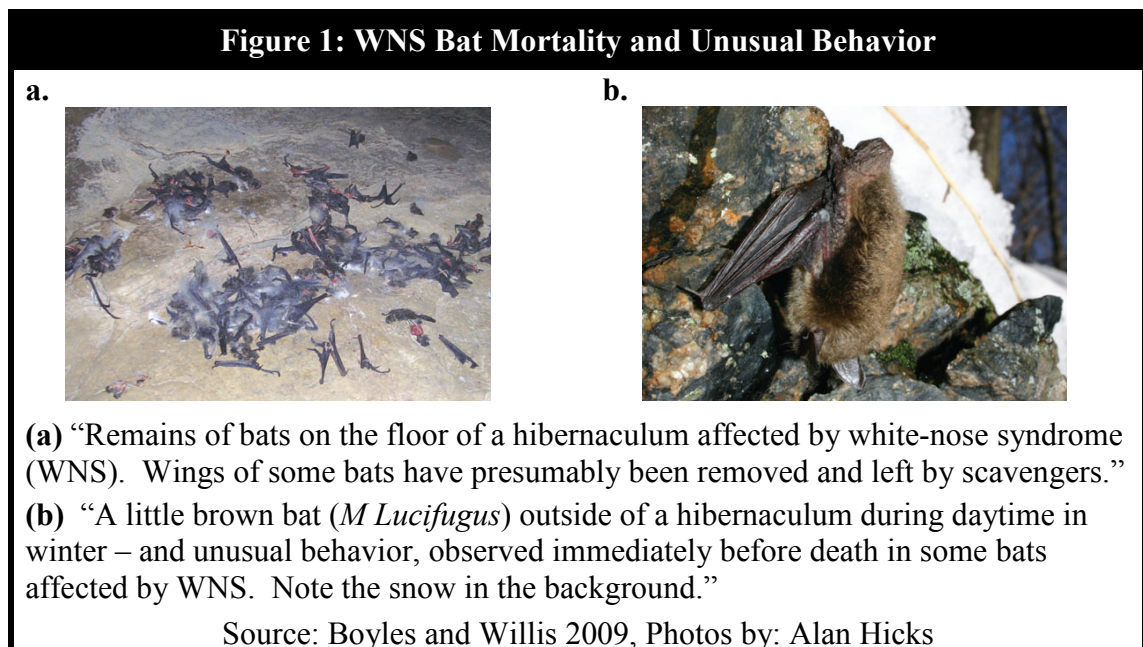 Figure 1: WNS Bat Mortality and Unusual Behavior
a.
b.
(a) “Remains of bats on the floor of a hibernaculum affected by white-nose syndrome
(WNS).  Wings of some bats have presumably been removed and left by scavengers.”
(b)  “A little brown bat (M Lucifugus) outside of a hibernaculum during daytime in
winter – and unusual behavior, observed immediately before death in some bats
affected by WNS.  Note the snow in the background.”
Source: Boyles and Willis 2009, Photos by: Alan Hicks